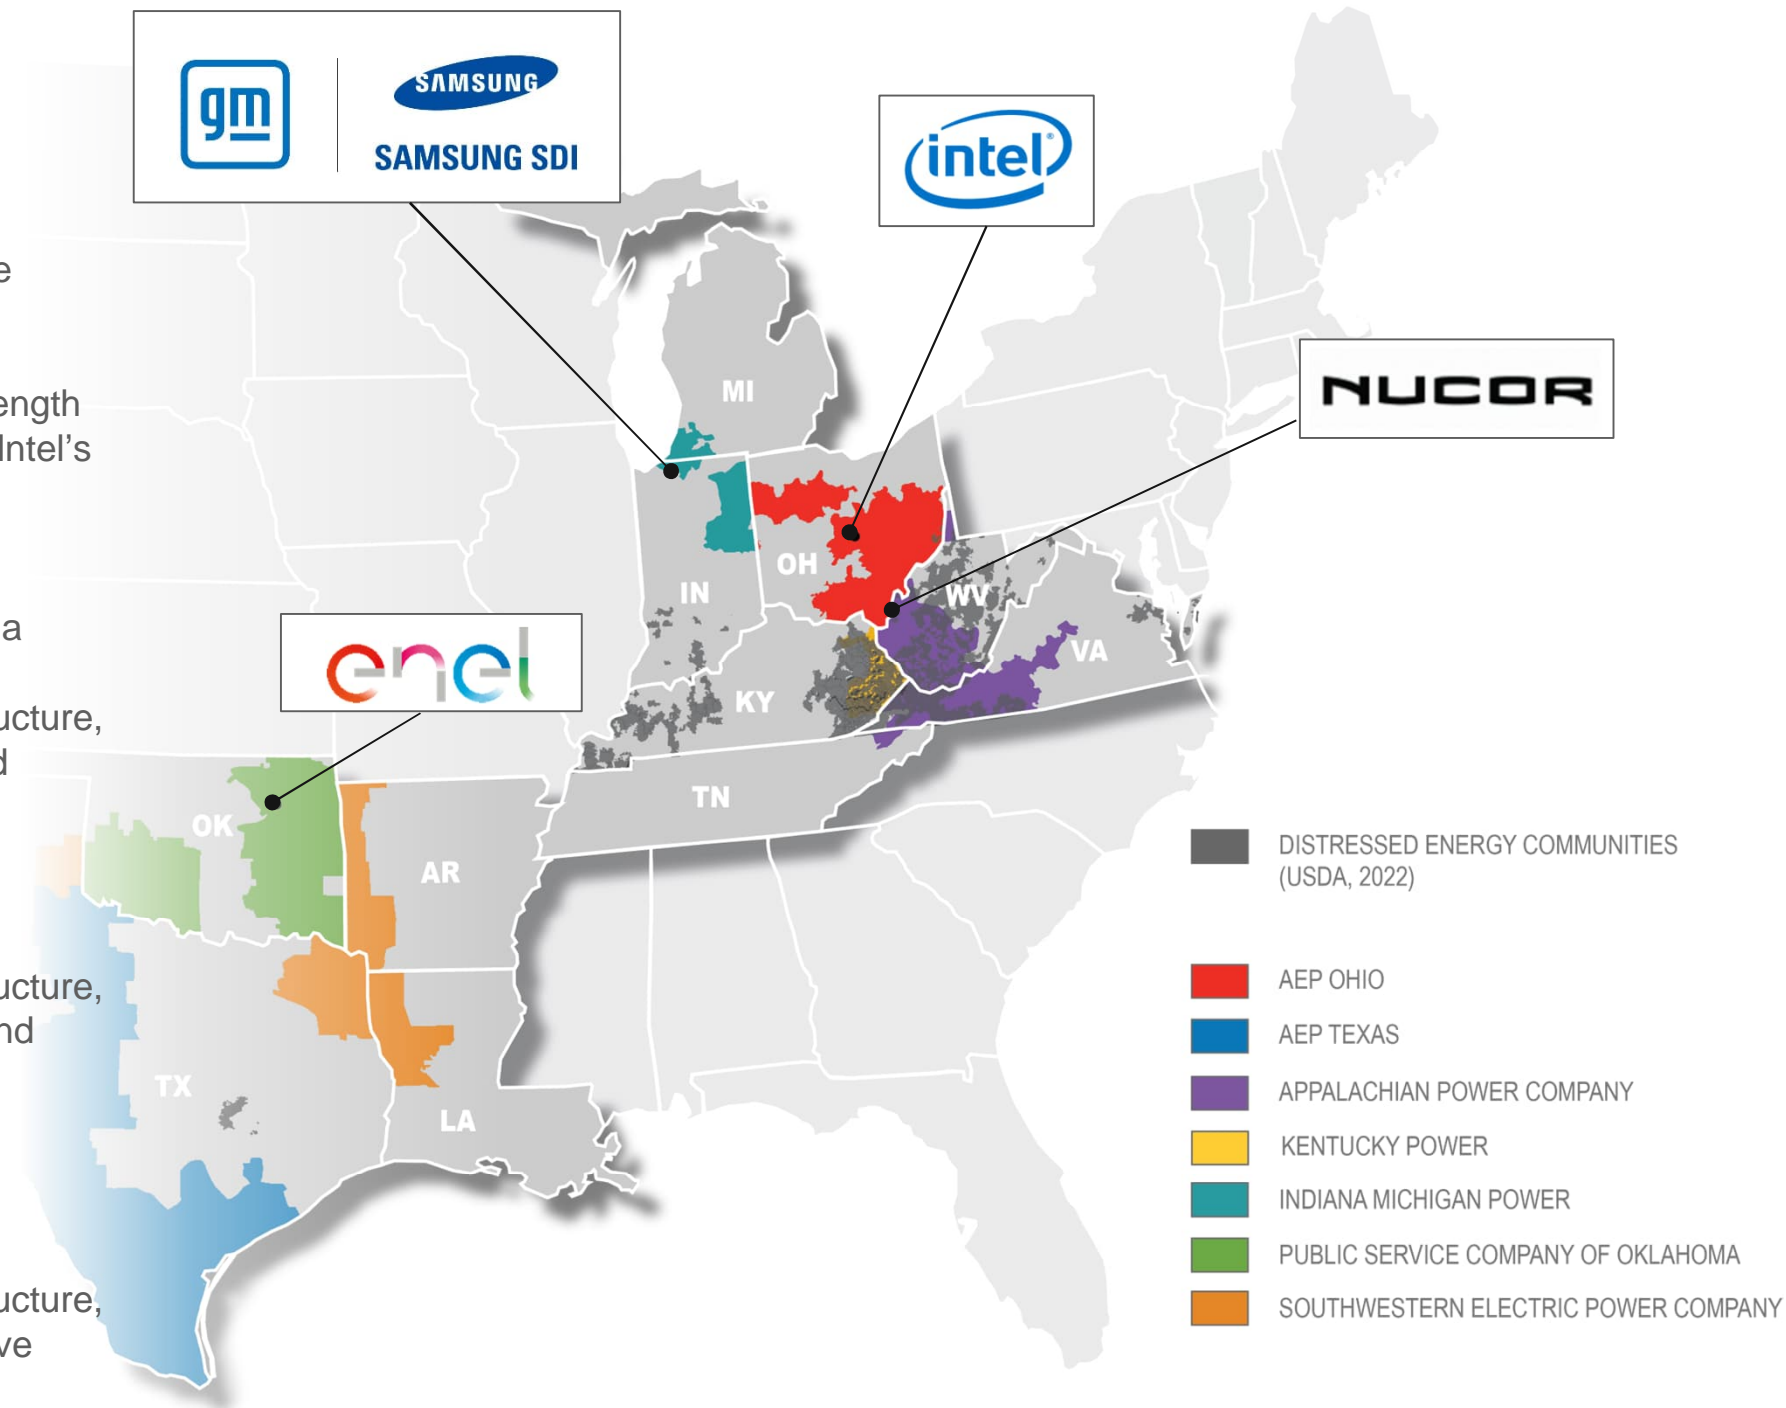 gm
SAMSUNG
SAMSUNG SDI
intel
®
NUCOR
enel
e
ength
Intel's
a
ucture,
d
ucture,
nd
ucture,
ve
MI
OH
IN
WV
VA
KY
TN
OK
AR
TX
LA
DISTRESSED ENERGY COMMUNITIES
(USDA, 2022)
AEP OHIO
AEP TEXAS
APPALACHIAN POWER COMPANY
KENTUCKY POWER
INDIANA MICHIGAN POWER
PUBLIC SERVICE COMPANY OF OKLAHOMA
SOUTHWESTERN ELECTRIC POWER COMPANY